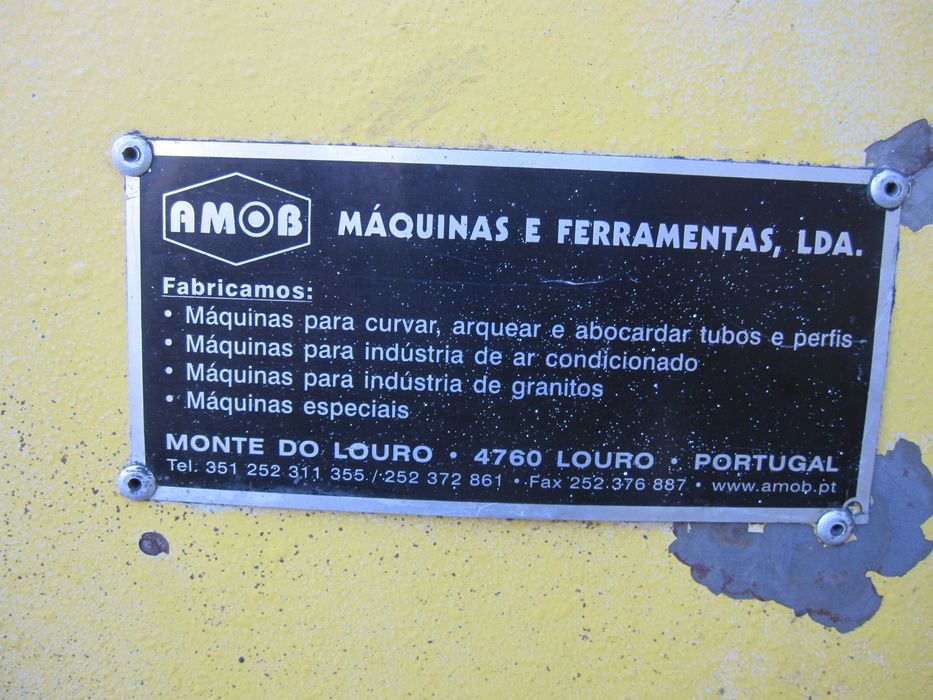 AMOB MÁQUINAS E FERRAMENTAS, LDA.
Fabricamos:
• Máquinas para curvar, arquear e abocardar tubos e perfis
• Máquinas para indústria de ar condicionado
• Máquinas para indústria de granitos
• Máquinas especiais
MONTE DO LOURO • 4760 LOURO • PORTUGAL
Tel. 351 252 311 355 / 252 372 861 • Fax 252 376 887 • www.amob.pt